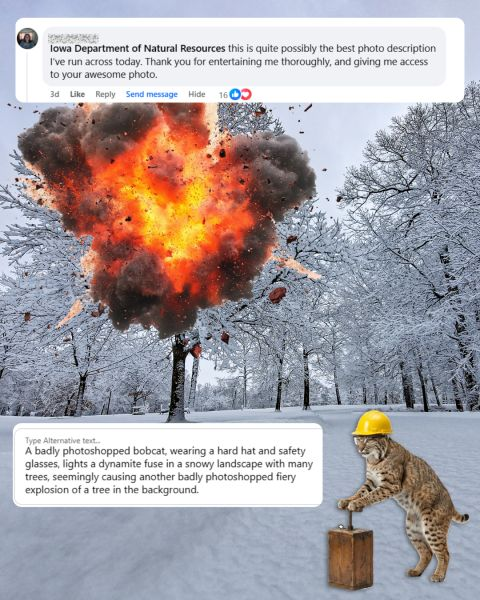 Iowa Department of Natural Resources this is quite possibly the best photo description
I've run across today. Thank you for entertaining me thoroughly, and giving me access
to your awesome photo.
3d Like Reply Send message Hide 16
Type Alternative text...
A badly photoshopped bobcat, wearing a hard hat and safety
glasses, lights a dynamite fuse in a snowy landscape with many
trees, seemingly causing another badly photoshopped fiery
explosion of a tree in the background.